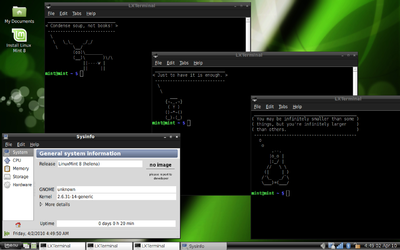 My Documents
Install Linux
Mint 8
LXTerminal
File Edit Tabs Help
< Condense soup, not books! >
mint@mint ~ $
LXTerminal
File Edit Tabs Help
< Just to have it is enough. >
mint@mint ~ $
LXTerminal
File Edit Tabs Help
( You may be infinitely smaller than some )
( things, but you're infinitely larger )
( than others. )
mint@mint ~ $
Sysinfo
System
CPU
Memory
Storage
Hardware
General system information
Release LinuxMint 8 (Helena)
no image
GNOME unknown
Kernel 2.6.31-14-generic
More details
Uptime 0 days 0 h 20 min
Friday, 4/2/2010 4:49:50 AM
menu
LXTerminal
LXTerminal
LXTerminal
Sysinfo
4:49 02 Apr